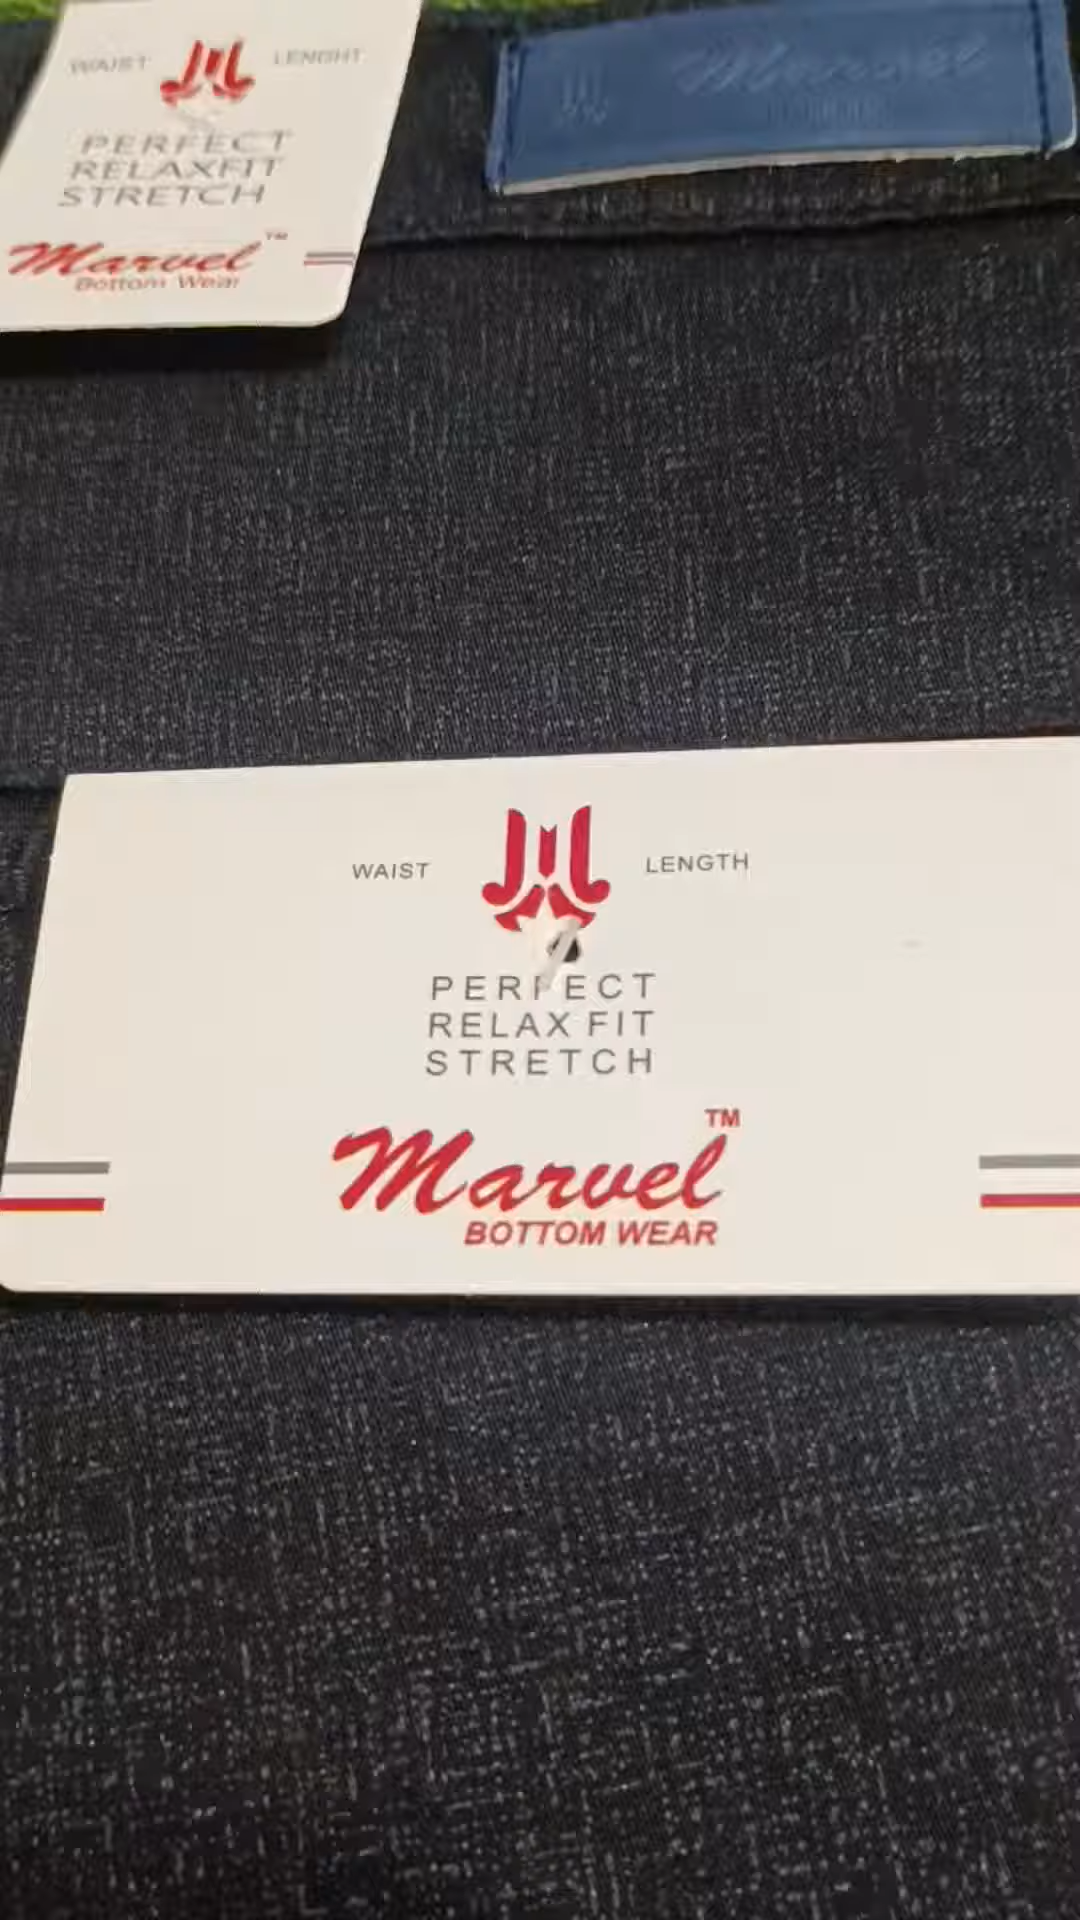 WAIST LENGHT
PERFECT
RELAXFIT
STRETCH
Marvel TM
Bottom Wear
Marvel
WAIST LENGTH
PERFECT
RELAX FIT
STRETCH
Marvel TM
BOTTOM WEAR